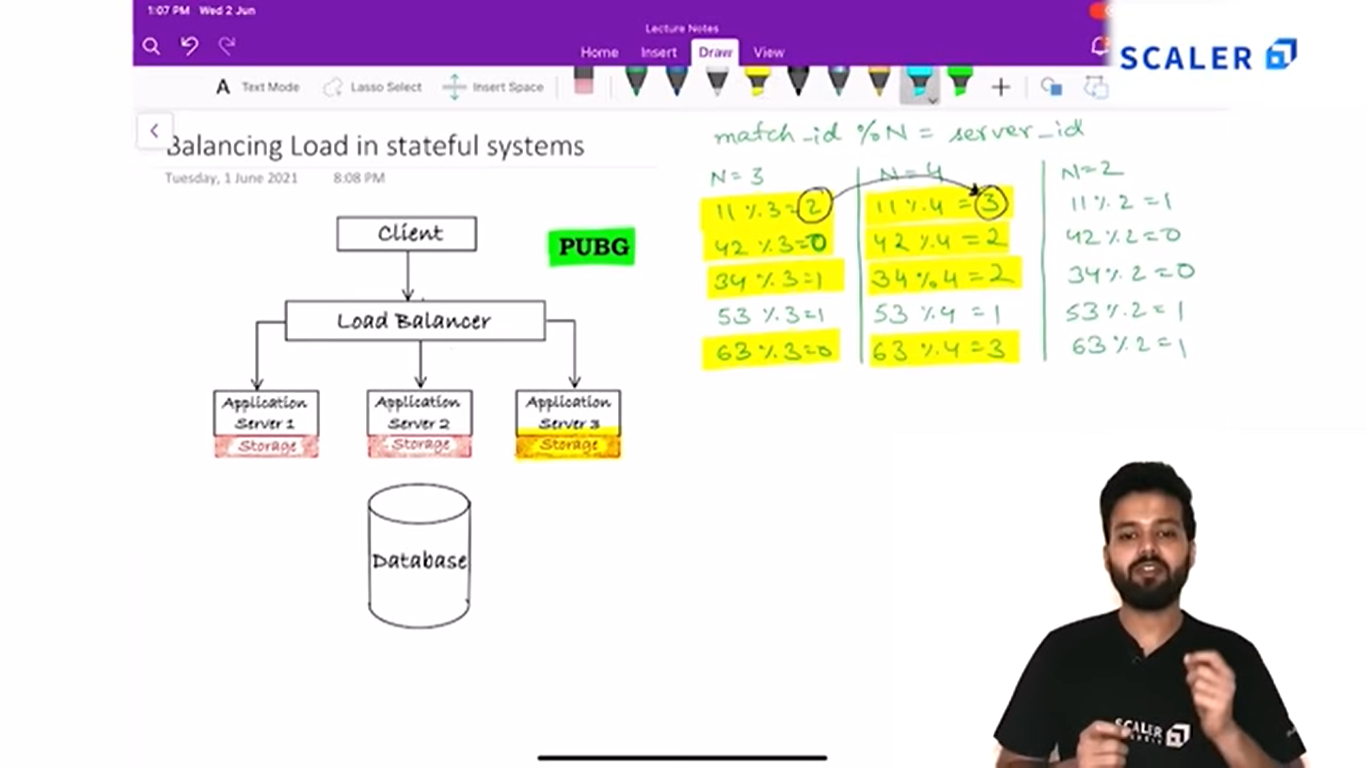 1:07 PM Wed 2 Jun
Lecture Notes
Home Insert Draw View
SCALER
A Text Mode Lasso Select Insert Space
Balancing Load in stateful systems
Tuesday, 1 June 2021 8:08 PM
Client
PUBG
Load Balancer
Application Server 1
Storage
Application Server 2
Storage
Application Server 3
Storage
Database
match_id % N = server_id
N = 3
11 % 3 = 2
42 % 3 = 0
34 % 3 = 1
53 % 3 = 1
63 % 3 = 0
N = 4
11 % 4 = 3
42 % 4 = 2
34 % 4 = 2
53 % 4 = 1
63 % 4 = 3
N = 2
11 % 2 = 1
42 % 2 = 0
34 % 2 = 0
53 % 2 = 1
63 % 2 = 1
SCALER